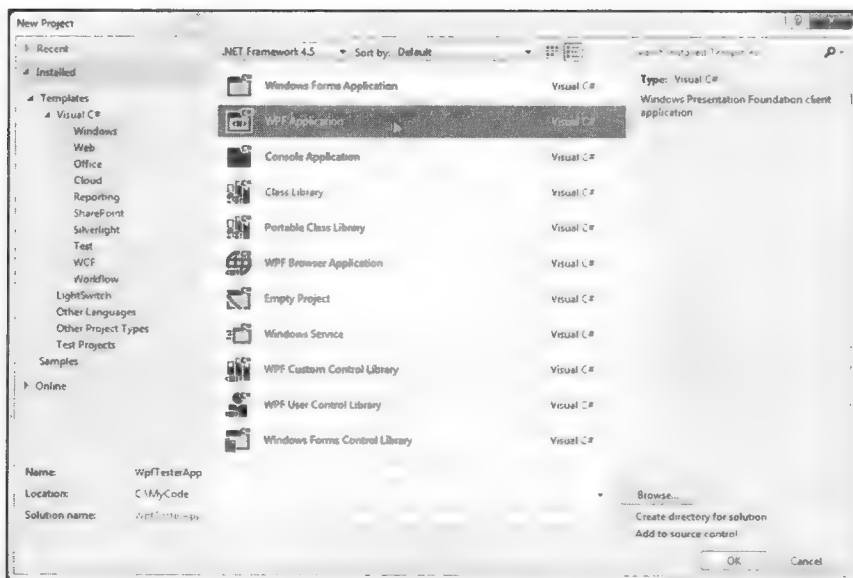 New Project
Recent
.NET Framework 4.5
Sort by: Default
Installed
Templates
Visual C#
Windows
Web
Office
Cloud
Reporting
SharePoint
Silverlight
Test
WCF
Workflow
LightSwitch
Other Languages
Other Project Types
Test Projects
Samples
Online
Windows Forms Application Visual C#
WPF Application Visual C#
Console Application Visual C#
Class Library Visual C#
Portable Class Library Visual C#
WPF Browser Application Visual C#
Empty Project Visual C#
Windows Service Visual C#
WPF Custom Control Library Visual C#
WPF User Control Library Visual C#
Windows Forms Control Library Visual C#
Type: Visual C#
Windows Presentation Foundation client
application
Name: WpfTesterApp
Location: C:\MyCode
Solution name:
Browse...
Create directory for solution
Add to source control
OK Cancel